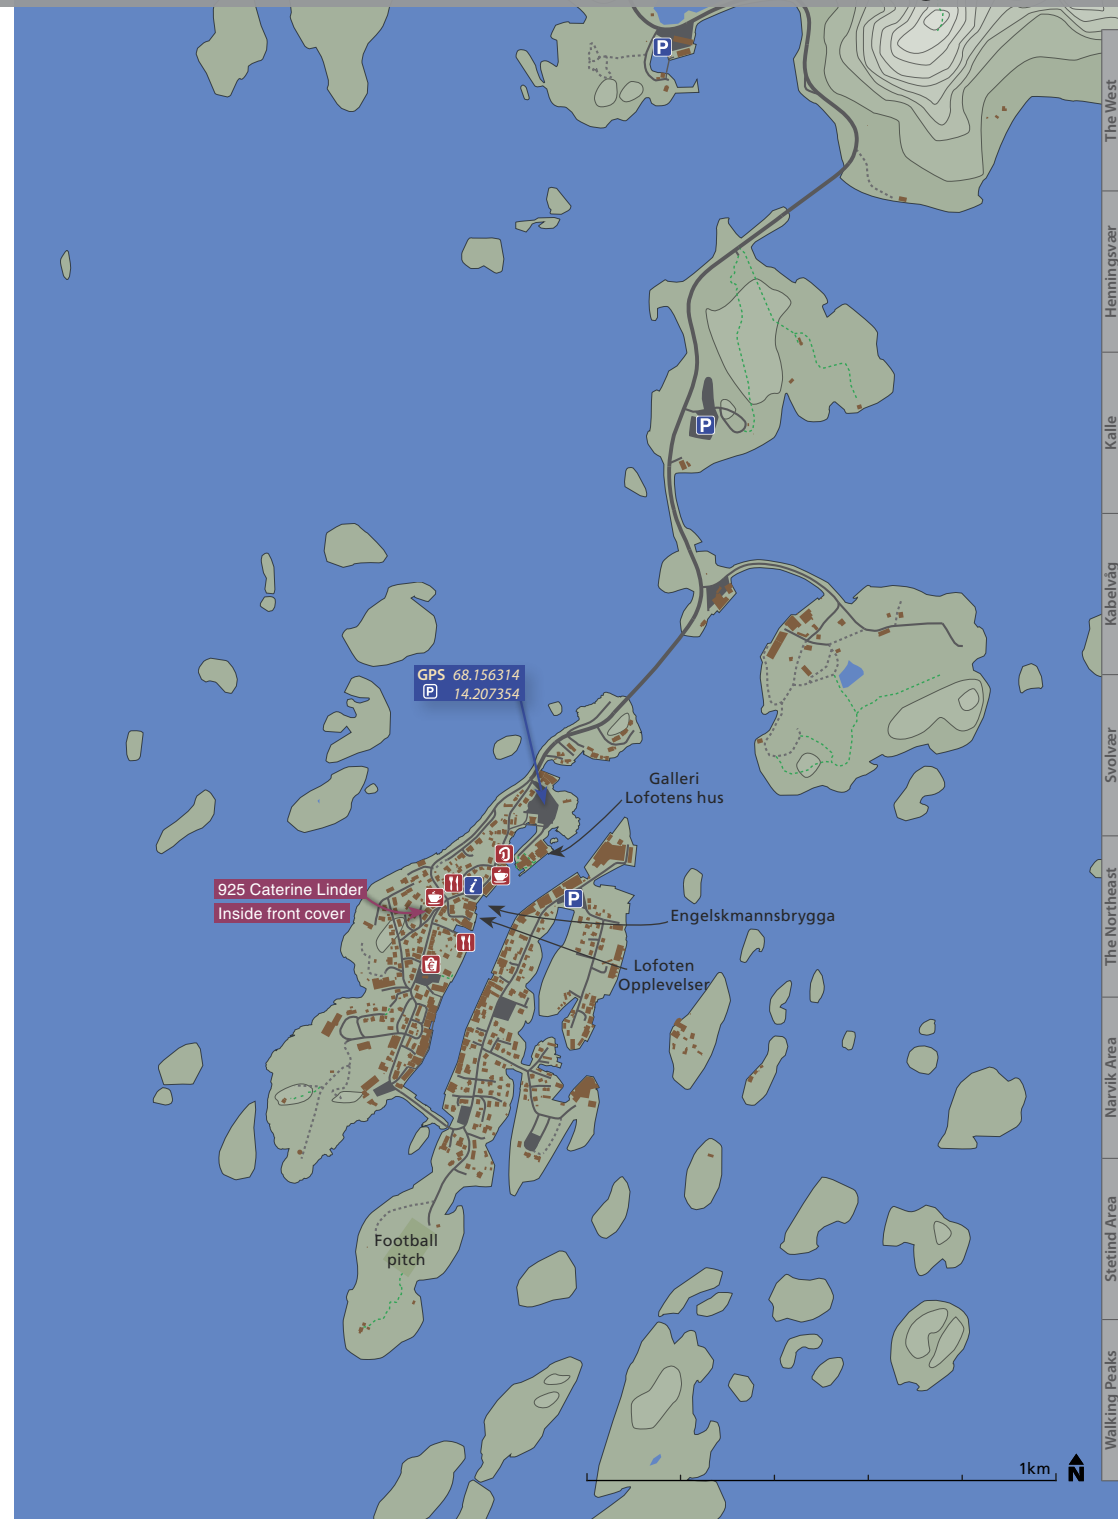 P
The West
Henningsvær
P
Kalle
Kabelvåg
GPS 68.156314
P 14.207354
Svolvær
Galleri
Lofotens hus
925 Caterine Linder
Inside front cover
i
P
Engelskmannsbrygga
The Northeast
Lofoten
Opplevelser
Narvik Area
Football
pitch
Stetind Area
Walking Peaks
1km
N